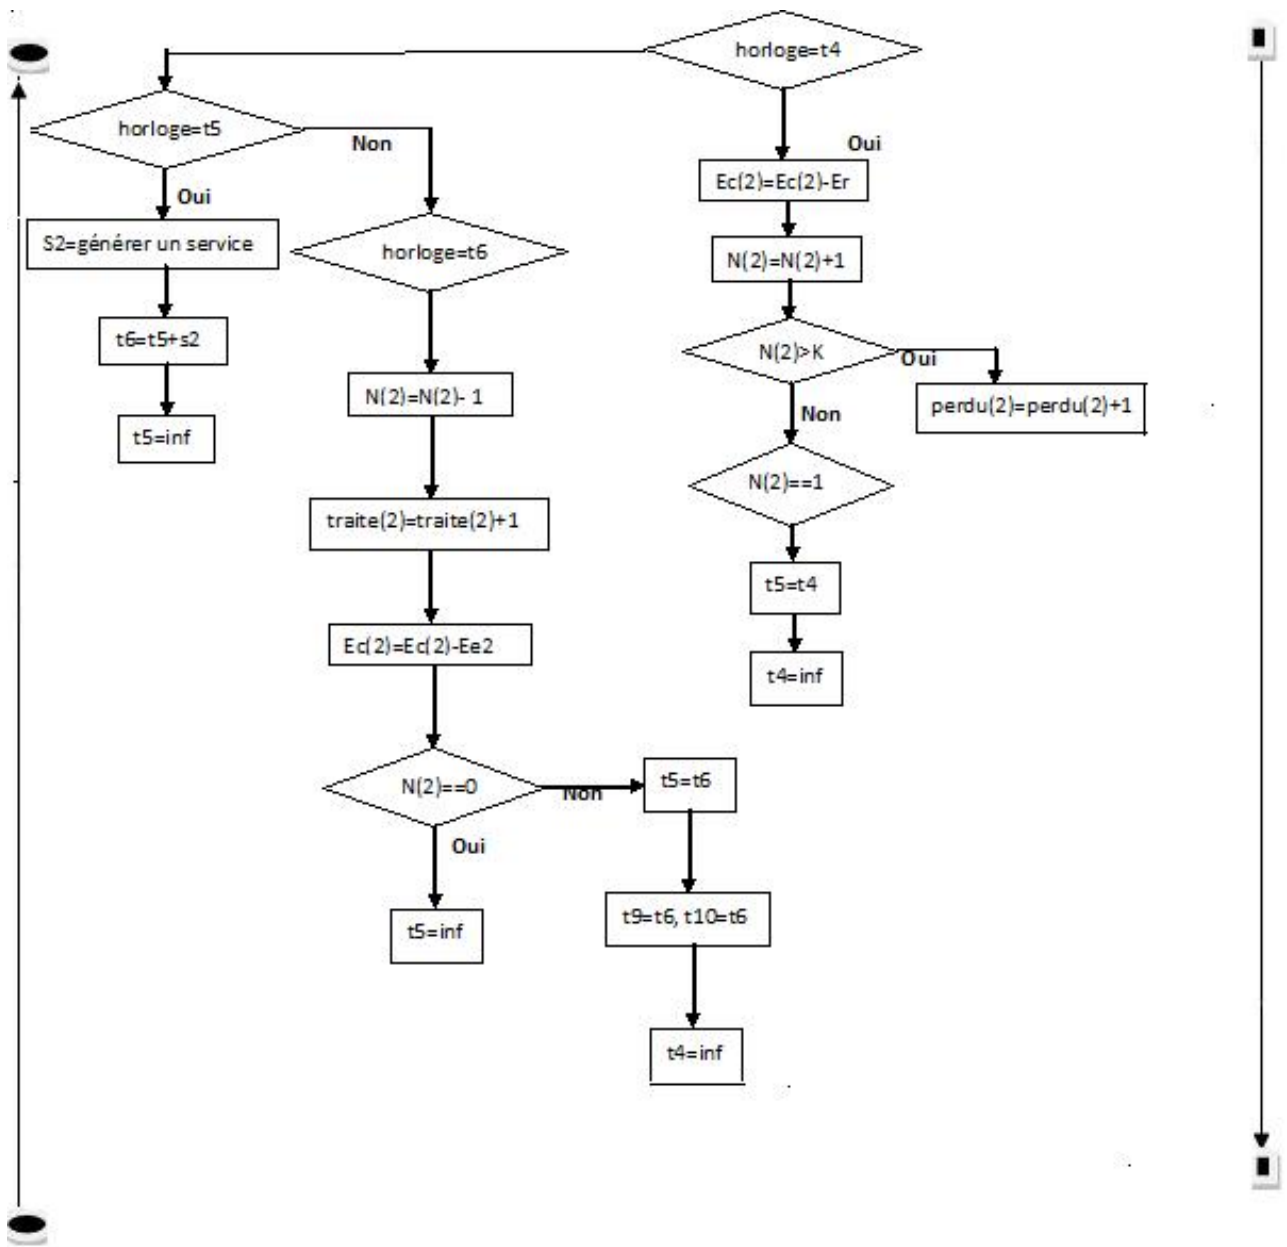 horloge=t4
horloge=t5
Non
Oui
Oui
Ec(2)=Ec(2)-Er
S2=générer un service
horloge=t6
N(2)=N(2)+1
t6=t5+s2
N(2)>K
Oui
N(2)=N(2)- 1
perdu(2)=perdu(2)+1
Non
t5=inf
N(2)==1
traite(2)=traite(2)+1
t5=t4
Ec(2)=Ec(2)-Ee2
t4=inf
N(2)==0
Non
t5=t6
Oui
t5=inf
t9=t6, t10=t6
t4=inf